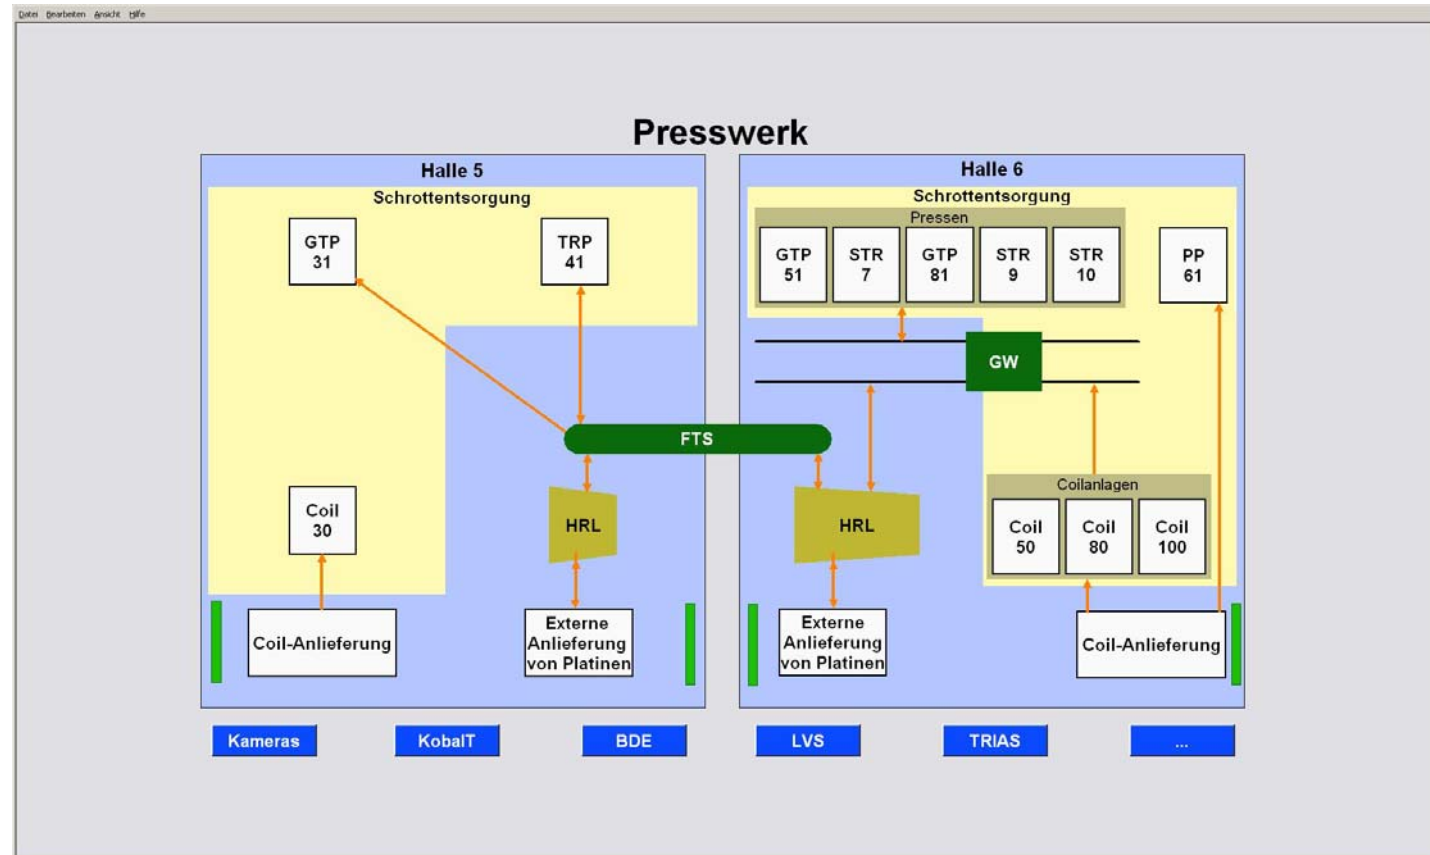 Datei Bearbeiten Ansicht Hilfe
Presswerk
Halle 5
Schrottentsorgung
GTP
31
TRP
41
Coil
30
HRL
Coil-Anlieferung
Externe
Anlieferung
von Platinen
FTS
Halle 6
Schrottentsorgung
Pressen
GTP
51
STR
7
GTP
81
STR
9
STR
10
PP
61
GW
HRL
Coilanlagen
Coil
50
Coil
80
Coil
100
Externe
Anlieferung
von Platinen
Coil-Anlieferung
Kameras
KobalT
BDE
LVS
TRIAS
...